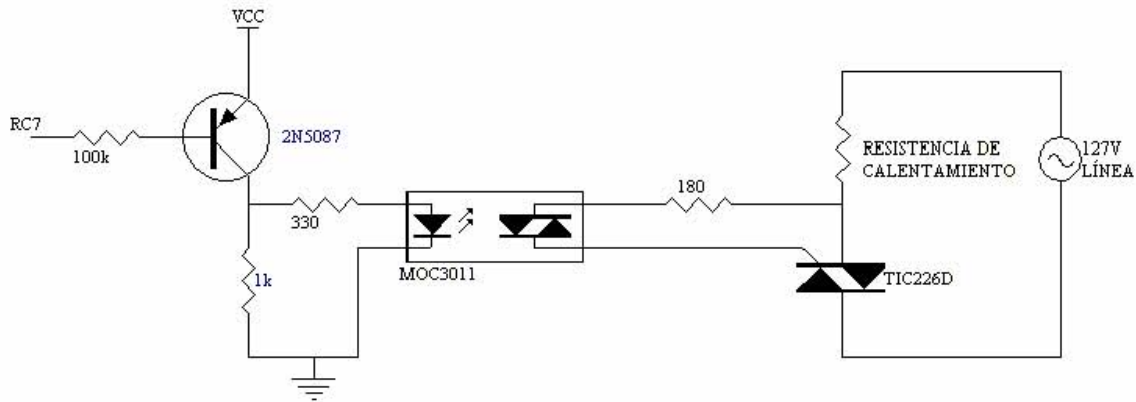 VCC
RC7
100k
2N5087
330
1k
MOC3011
180
RESISTENCIA DE
CALENTAMIENTO
127V
LÍNEA
TIC226D